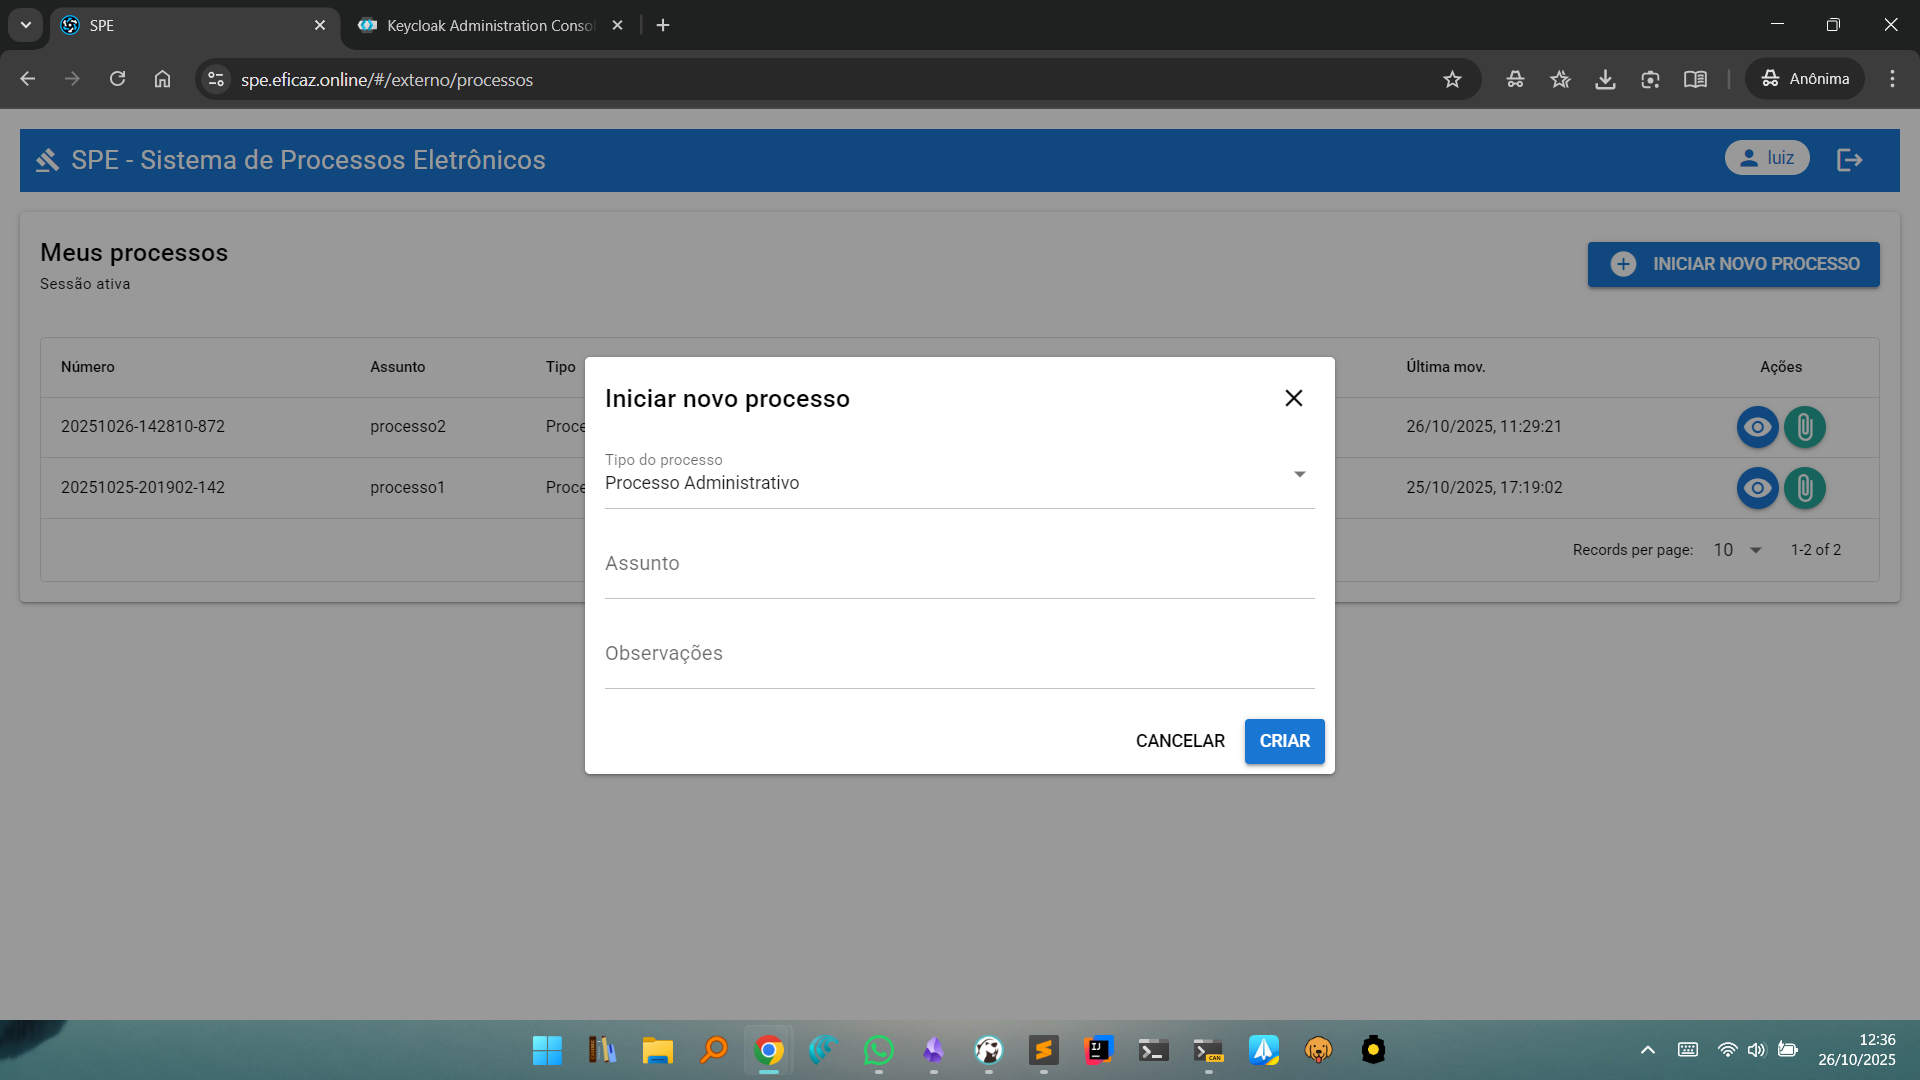 SPE
Keycloak Administration Conso
spe.eficaz.online/#/externo/processos
Anônima
SPE - Sistema de Processos Eletrônicos
luiz
Meus processos
Sessão ativa
INICIAR NOVO PROCESSO
Número Assunto Tipo Última mov. Ações
20251026-142810-872 processo2 Proce 26/10/2025, 11:29:21
20251025-201902-142 processo1 Proce 25/10/2025, 17:19:02
Records per page: 10 1-2 of 2
Iniciar novo processo
Tipo do processo
Processo Administrativo
Assunto
Observações
CANCELAR CRIAR
IJ
CAN
12:36
26/10/2025